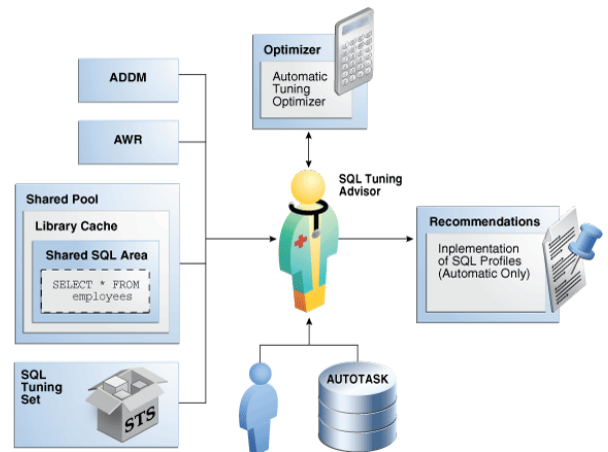 ADDM
AWR
Shared Pool
Library Cache
Shared SQL Area
SELECT * FROM
employees
SQL
Tuning
Set
STS
Optimizer
Automatic
Tuning
Optimizer
SQL Tuning
Advisor
AUTOTASK
Recommendations
Inplementation
of SQL Profiles
(Automatic Only)